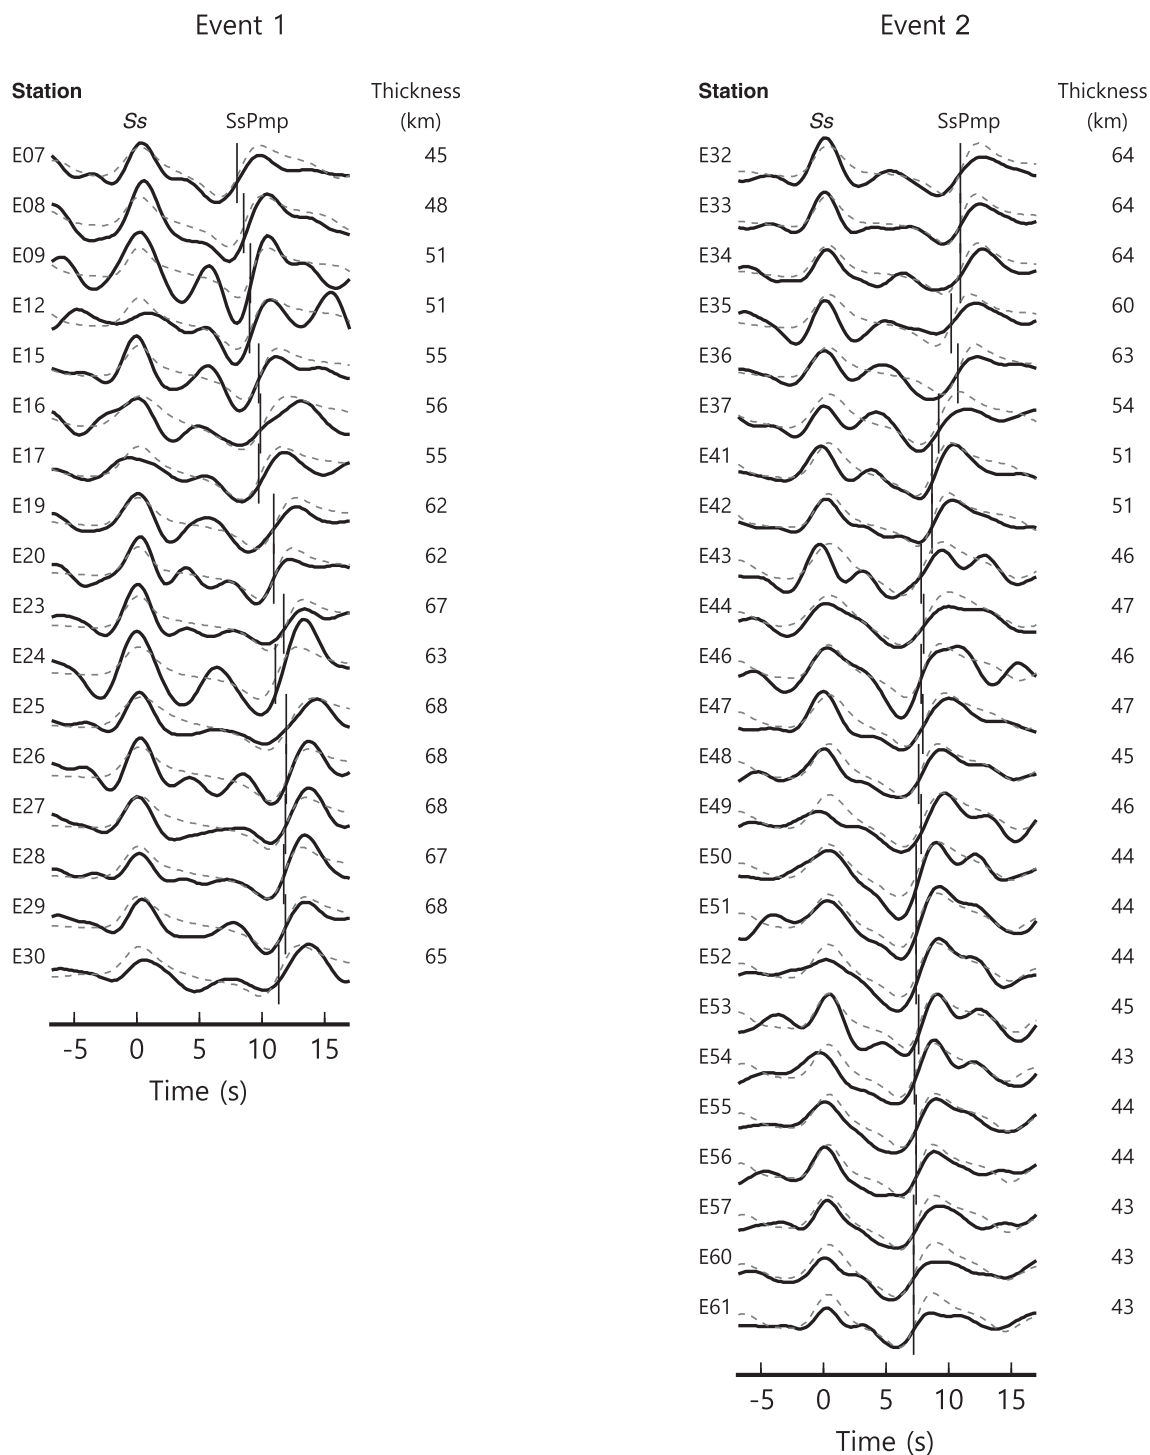 Event 1
Station Thickness
Ss SsPmp (km)
E07 45
E08 48
E09 51
E12 51
E15 55
E16 56
E17 55
E19 62
E20 62
E23 67
E24 63
E25 68
E26 68
E27 68
E28 67
E29 68
E30 65
-5 0 5 10 15
Time (s)
Event 2
Station Thickness
Ss SsPmp (km)
E32 64
E33 64
E34 64
E35 60
E36 63
E37 54
E41 51
E42 51
E43 46
E44 47
E46 46
E47 47
E48 45
E49 46
E50 44
E51 44
E52 44
E53 45
E54 43
E55 44
E56 44
E57 43
E60 43
E61 43
-5 0 5 10 15
Time (s)